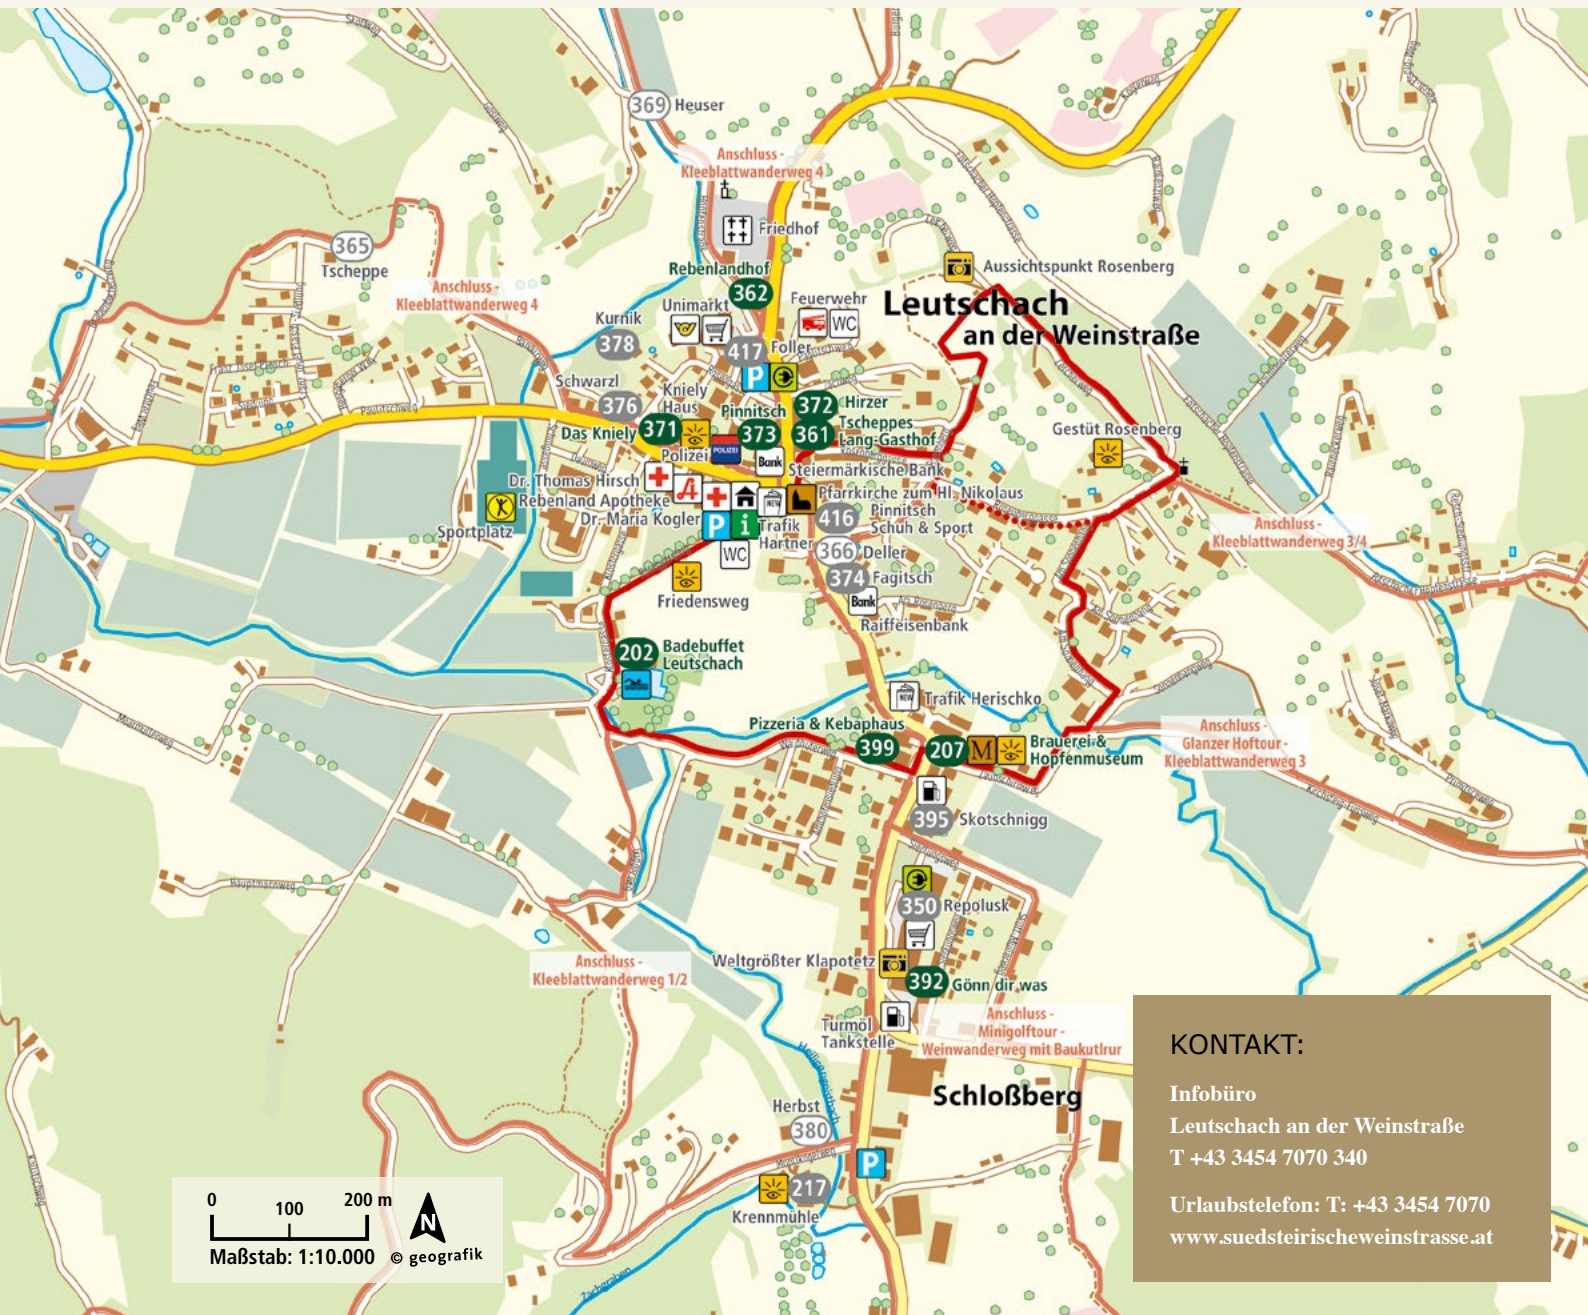 369 Heuser
Anschluss -
Kleeblattwanderweg 4
Friedhof
365
Tscheppe
Anschluss -
Kleeblattwanderweg 4
Rebenlandhof
362
Aussichtspunkt Rosenberg
Leutschach
an der Weinstraße
Unimarkt
Feuerwehr
WC
Kurnik
378
417 Foller
P
Schwarzl
376
Kniely
Haus
Pinnitsch
373
372 Hirzer
361
Tscheppes
Lang-Gasthof
Das Kniely 371
Polizei
POLIZEI
Bank
Steiermärkische Bank
Gestüt Rosenberg
Dr. Thomas Hirsch
Rebenland Apotheke
Dr. Maria Kogler
NEW
Pfarrkirche zum Hl. Nikolaus
416
Pinnitsch
Schuh & Sport
P
i
Trafik
Hartner
WC
Sportplatz
366 Deller
374 Fagitsch
Bank
Raiffeisenbank
Anschluss -
Kleeblattwanderweg 3/4
Friedensweg
202 Badebuffet
Leutschach
NEW
Trafik Herischko
Pizzeria & Kebaphaus
399
207
M
Brauerei &
Hopfenmuseum
Anschluss -
Glanzer Hoftour -
Kleeblattwanderweg 3
395 Skotschnigg
350 Repolusk
Weltgrößter Klapotetz
392 Gönn dir was
Anschluss -
Kleeblattwanderweg 1/2
Turmöl
Tankstelle
Anschluss -
Minigolftour -
Weinwanderweg mit Baukutlrur
Schloßberg
Heiligengeistbach
Herbst
380
P
217
Krennmühle
Zachgraben
0 100 200 m
N
Maßstab: 1:10.000 © geografik
KONTAKT:
Infobüro
Leutschach an der Weinstraße
T +43 3454 7070 340
Urlaubstelefon: T: +43 3454 7070
www.suedsteirischeweinstrasse.at